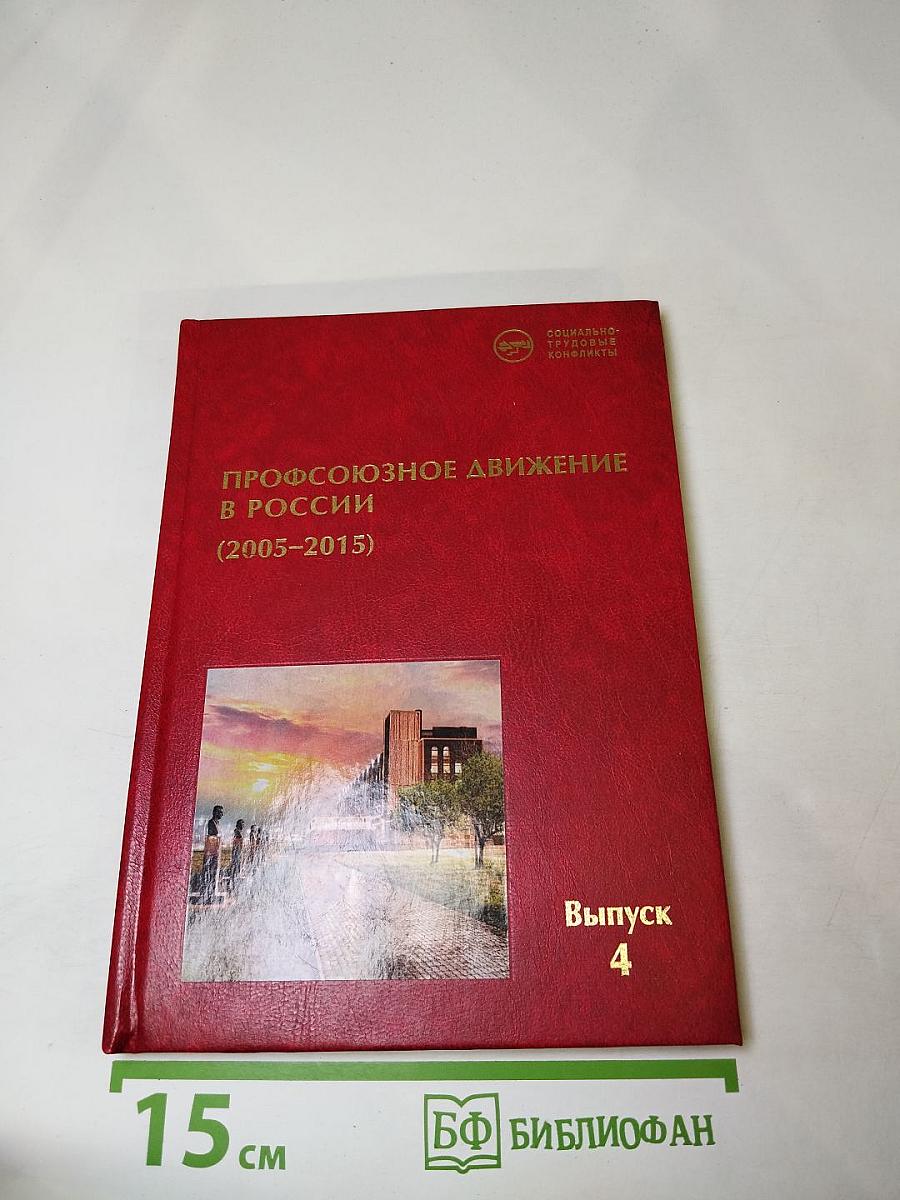 СОЦИАЛЬНО-
ТРУДОВЫЕ
КОНФЛИКТЫ
ПРОФСОЮЗНОЕ ДВИЖЕНИЕ
В РОССИИ
(2005–2015)
Выпуск
4
15 см
БФ БИБЛИОФАН